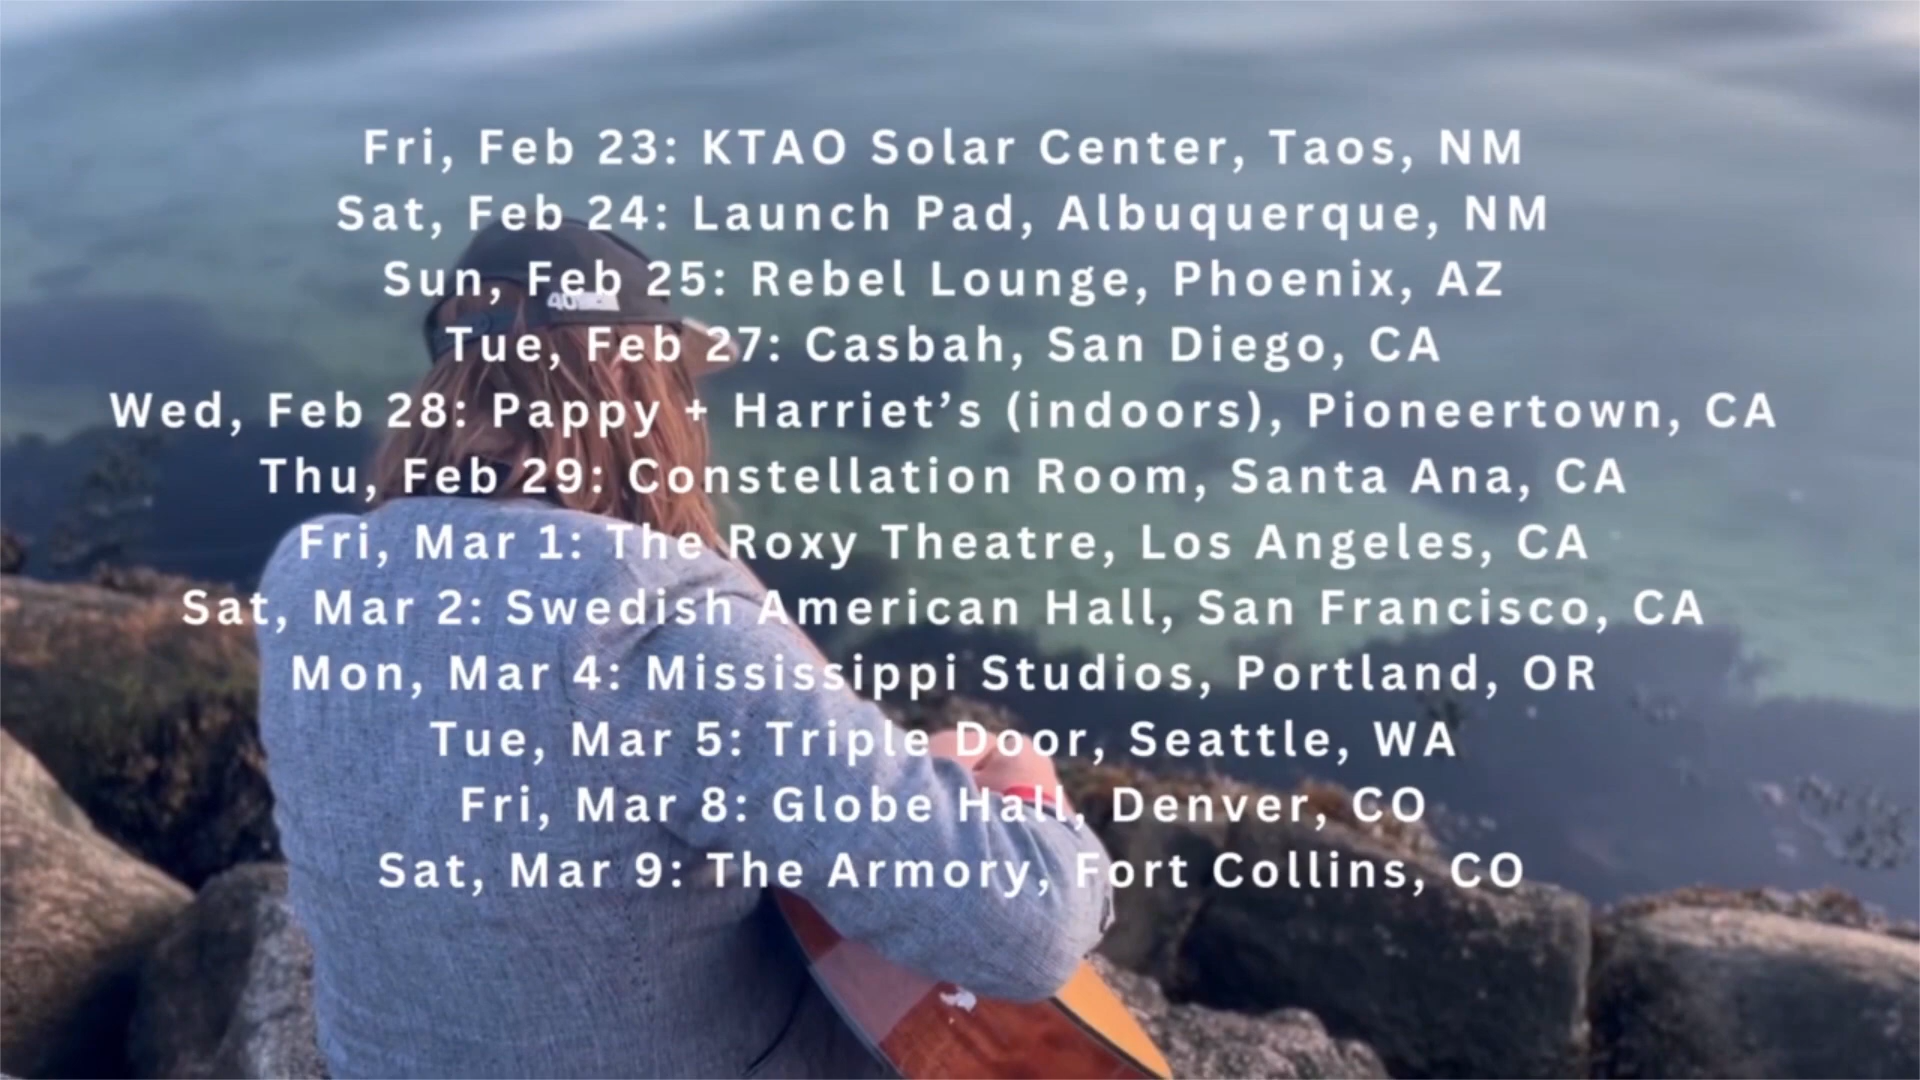 Fri, Feb 23: KTAO Solar Center, Taos, NM
Sat, Feb 24: Launch Pad, Albuquerque, NM
Sun, Feb 25: Rebel Lounge, Phoenix, AZ
Tue, Feb 27: Casbah, San Diego, CA
Wed, Feb 28: Pappy + Harriet’s (indoors), Pioneertown, CA
Thu, Feb 29: Constellation Room, Santa Ana, CA
Fri, Mar 1: The Roxy Theatre, Los Angeles, CA
Sat, Mar 2: Swedish American Hall, San Francisco, CA
Mon, Mar 4: Mississippi Studios, Portland, OR
Tue, Mar 5: Triple Door, Seattle, WA
Fri, Mar 8: Globe Hall, Denver, CO
Sat, Mar 9: The Armory, Fort Collins, CO